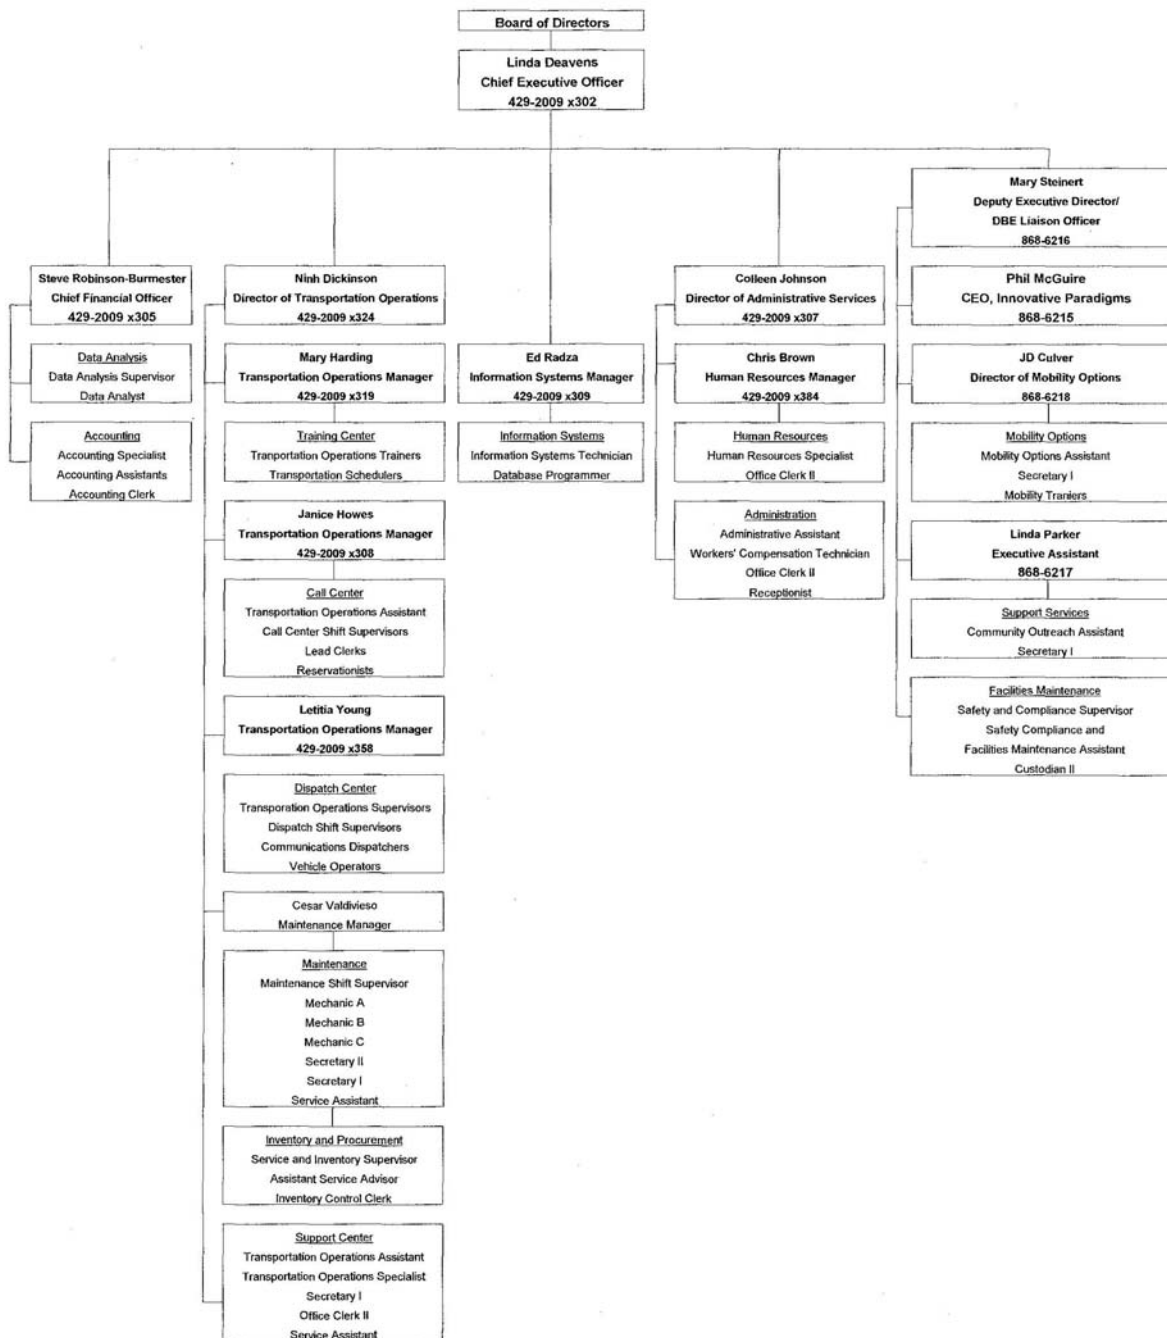 Board of Directors
Linda Deavens
Chief Executive Officer
429-2009 x302
Steve Robinson-Burmester
Chief Financial Officer
429-2009 x305
Data Analysis
Data Analysis Supervisor
Data Analyst
Accounting
Accounting Specialist
Accounting Assistants
Accounting Clerk
Ninh Dickinson
Director of Transportation Operations
429-2009 x324
Mary Harding
Transportation Operations Manager
429-2009 x319
Training Center
Tranportation Operations Trainers
Transportation Schedulers
Janice Howes
Transportation Operations Manager
429-2009 x308
Call Center
Transportation Operations Assistant
Call Center Shift Supervisors
Lead Clerks
Reservationists
Letitia Young
Transportation Operations Manager
429-2009 x358
Dispatch Center
Transporation Operations Supervisors
Dispatch Shift Supervisors
Communications Dispatchers
Vehicle Operators
Cesar Valdivieso
Maintenance Manager
Maintenance
Maintenance Shift Supervisor
Mechanic A
Mechanic B
Mechanic C
Secretary II
Secretary I
Service Assistant
Inventory and Procurement
Service and Inventory Supervisor
Assistant Service Advisor
Inventory Control Clerk
Support Center
Transportation Operations Assistant
Transportation Operations Specialist
Secretary I
Office Clerk II
Service Assistant
Ed Radza
Information Systems Manager
429-2009 x309
Information Systems
Information Systems Technician
Database Programmer
Colleen Johnson
Director of Administrative Services
429-2009 x307
Chris Brown
Human Resources Manager
429-2009 x384
Human Resources
Human Resources Specialist
Office Clerk II
Administration
Administrative Assistant
Workers' Compensation Technician
Office Clerk II
Receptionist
Mary Steinert
Deputy Executive Director/
DBE Liaison Officer
868-6216
Phil McGuire
CEO, Innovative Paradigms
868-6215
JD Culver
Director of Mobility Options
868-6218
Mobility Options
Mobility Options Assistant
Secretary I
Mobility Traniers
Linda Parker
Executive Assistant
868-6217
Support Services
Community Outreach Assistant
Secretary I
Facilities Maintenance
Safety and Compliance Supervisor
Safety Compliance and
Facilities Maintenance Assistant
Custodian II